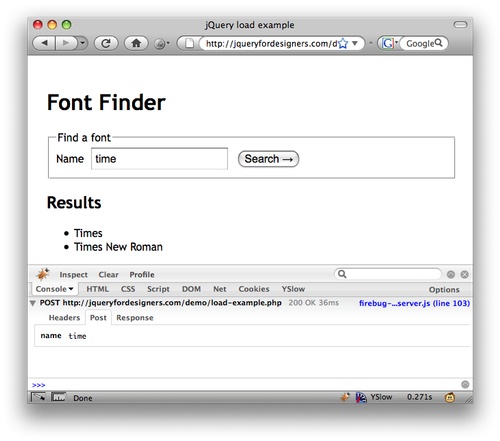 jQuery load example
http://jqueryfordesigners.com/d
Google
Font Finder
Find a font
Name time Search →
Results
• Times
• Times New Roman
Inspect Clear Profile
Console HTML CSS Script DOM Net Cookies YSlow Options
POST http://jqueryfordesigners.com/demo/load-example.php 200 OK 36ms firebug-...server.js (line 103)
Headers Post Response
name time
>>>
Done YSlow 0.271s